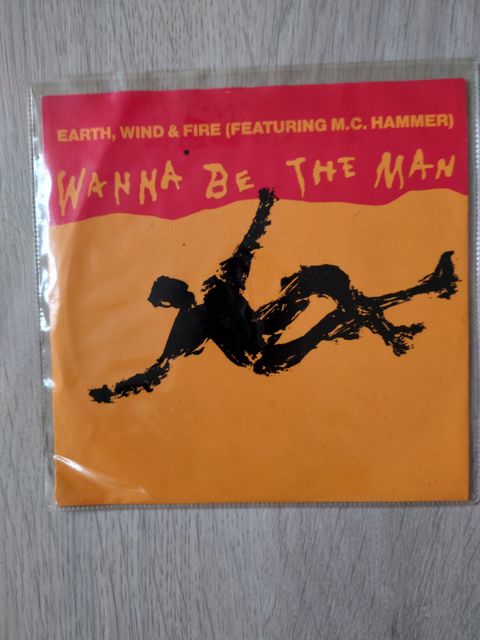 EARTH, WIND & FIRE (FEATURING M.C. HAMMER)
WANNA BE THE MAN